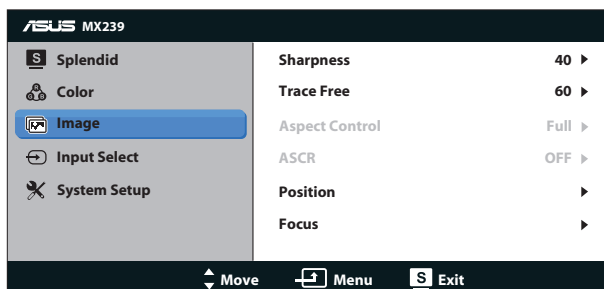 ASUS MX239
S Splendid
Color
Image
Input Select
System Setup
Sharpness 40
Trace Free 60
Aspect Control Full
ASCR OFF
Position
Focus
Move Menu S Exit